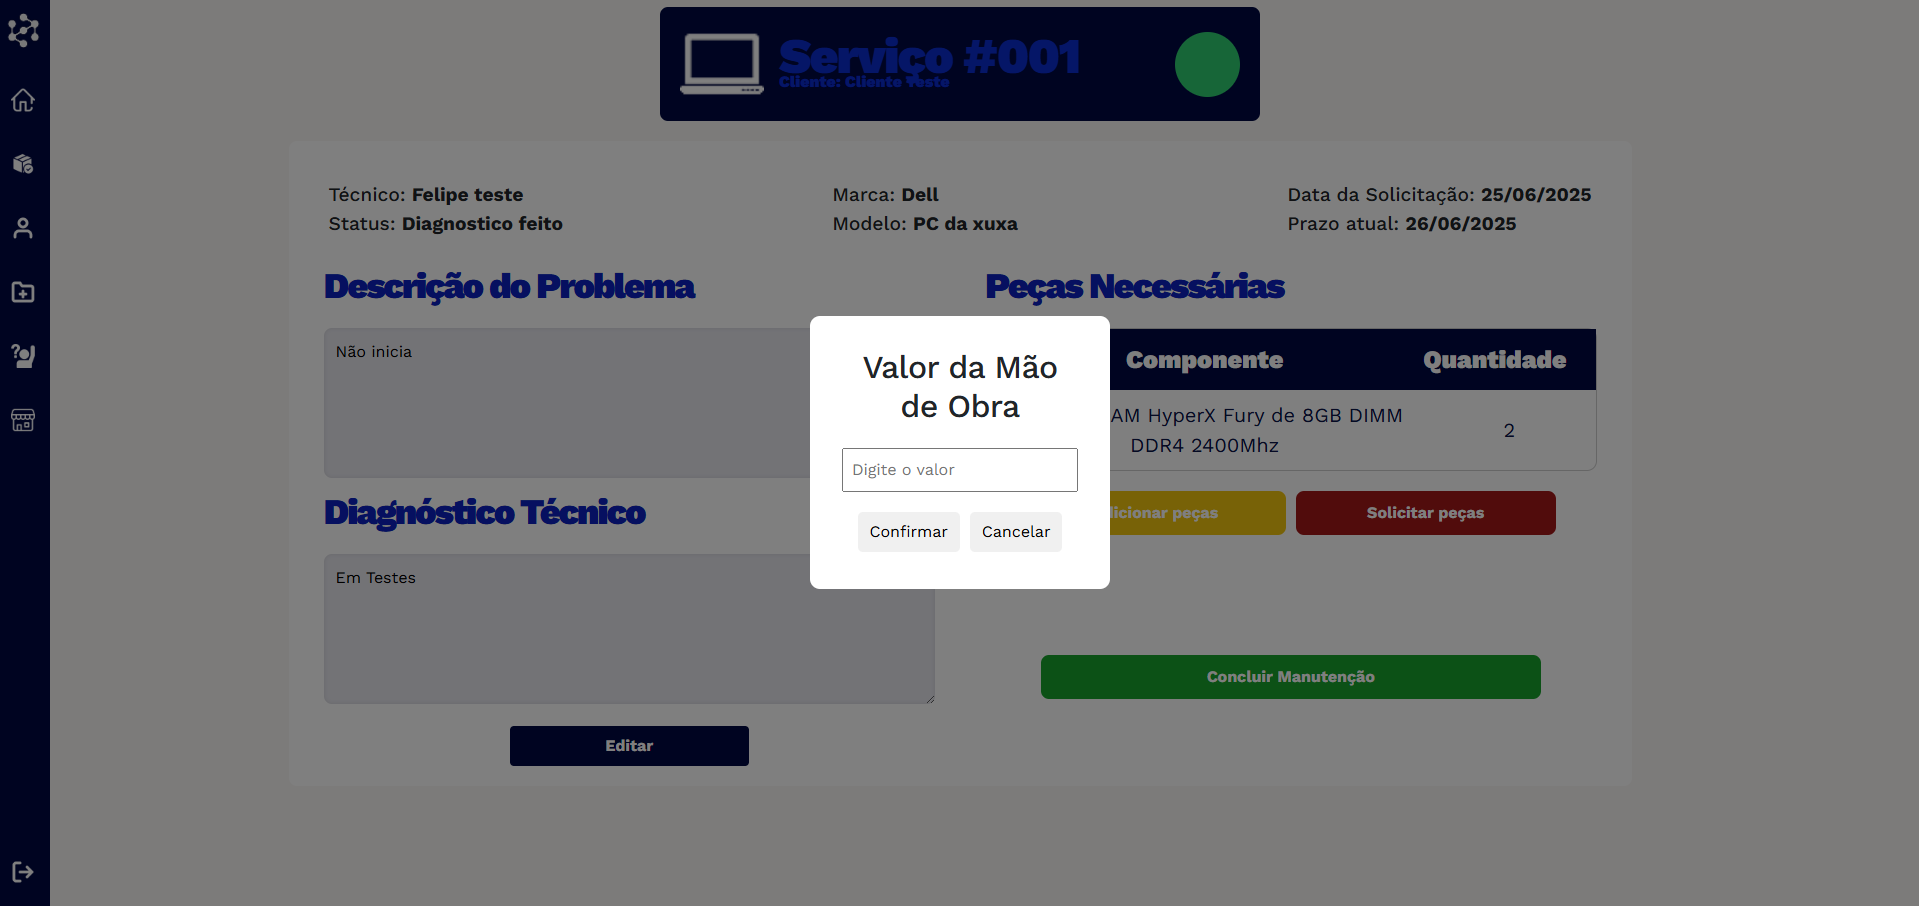 Serviço #001
Cliente: Cliente Teste
Técnico: Felipe teste
Status: Diagnostico feito
Marca: Dell
Modelo: PC da xuxa
Data da Solicitação: 25/06/2025
Prazo atual: 26/06/2025
Descrição do Problema
Não inicia
Diagnóstico Técnico
Em Testes
Editar
Peças Necessárias
Componente Quantidade
AM HyperX Fury de 8GB DIMM
DDR4 2400Mhz
2
dicionar peças
Solicitar peças
Concluir Manutenção
Valor da Mão
de Obra
Digite o valor
Confirmar
Cancelar